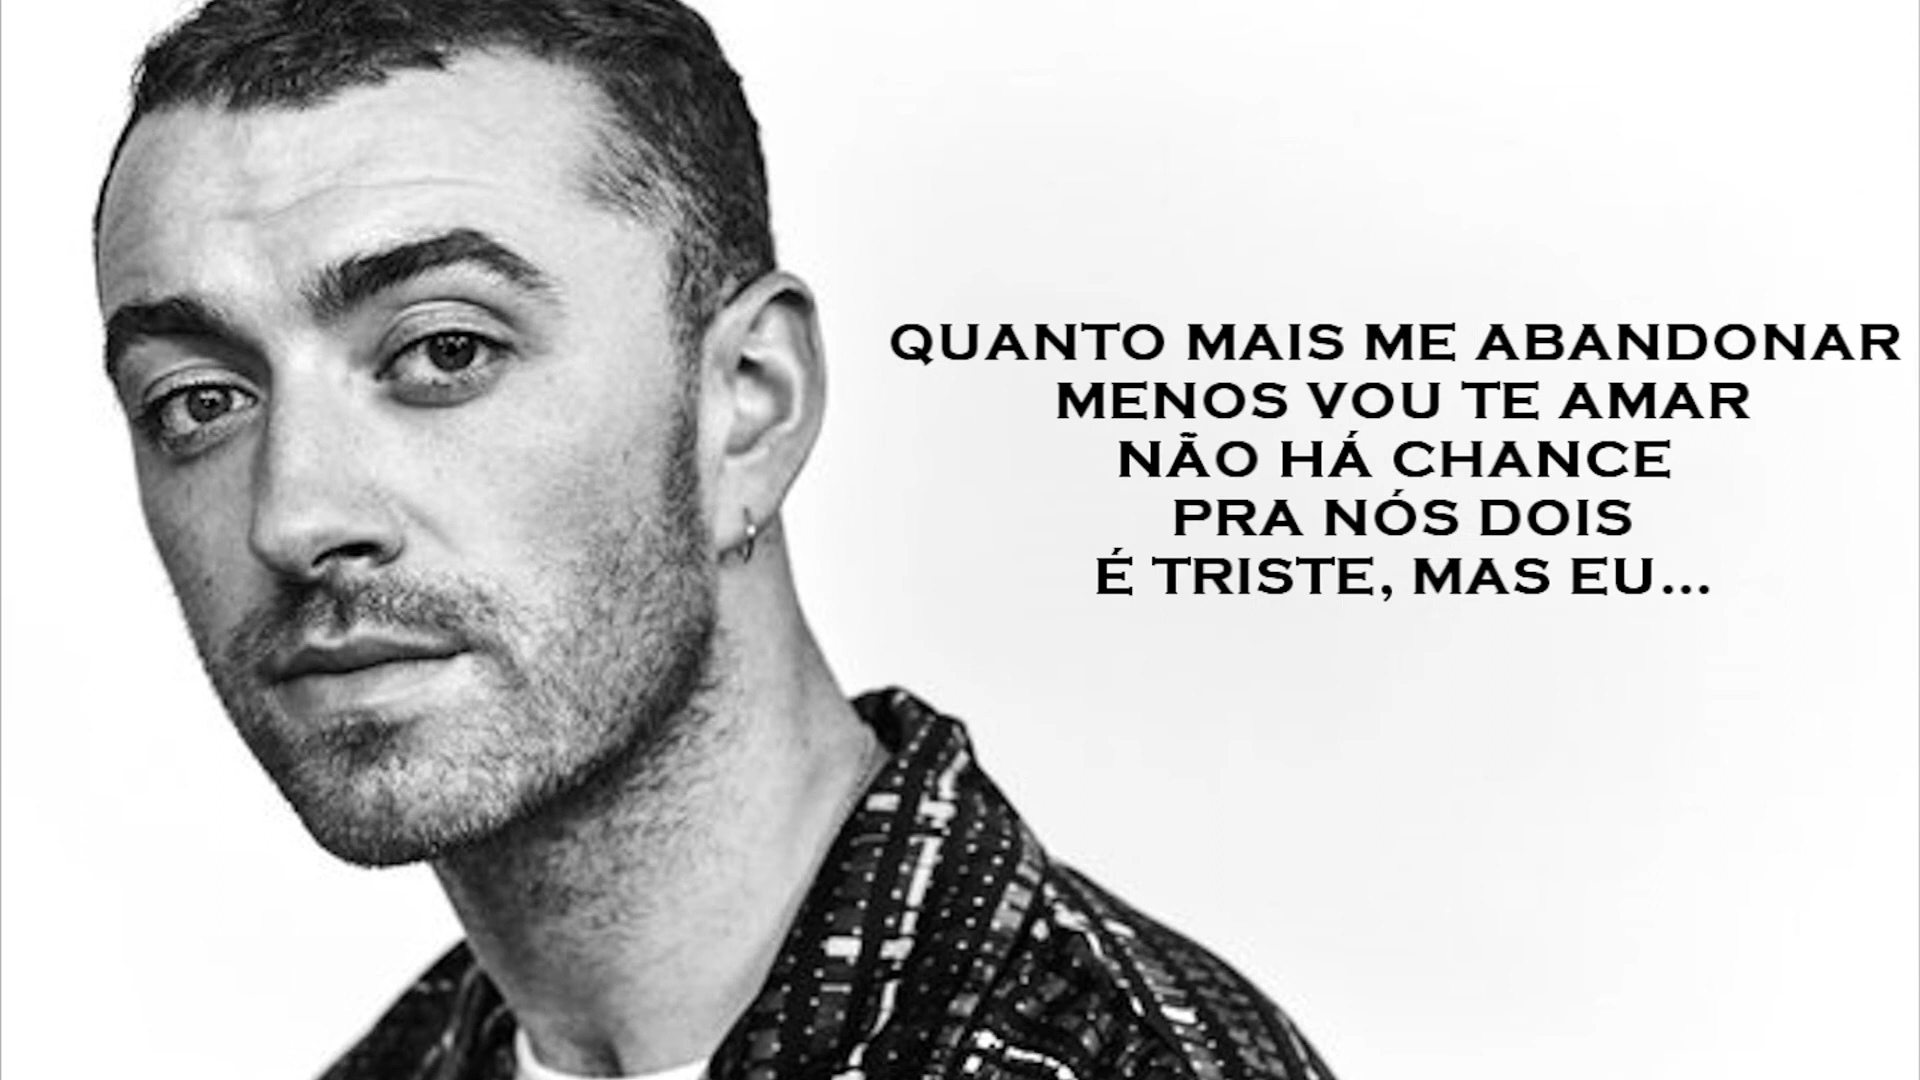 QUANTO MAIS ME ABANDONAR
MENOS VOU TE AMAR
NÃO HÁ CHANCE
PRA NÓS DOIS
É TRISTE, MAS EU...